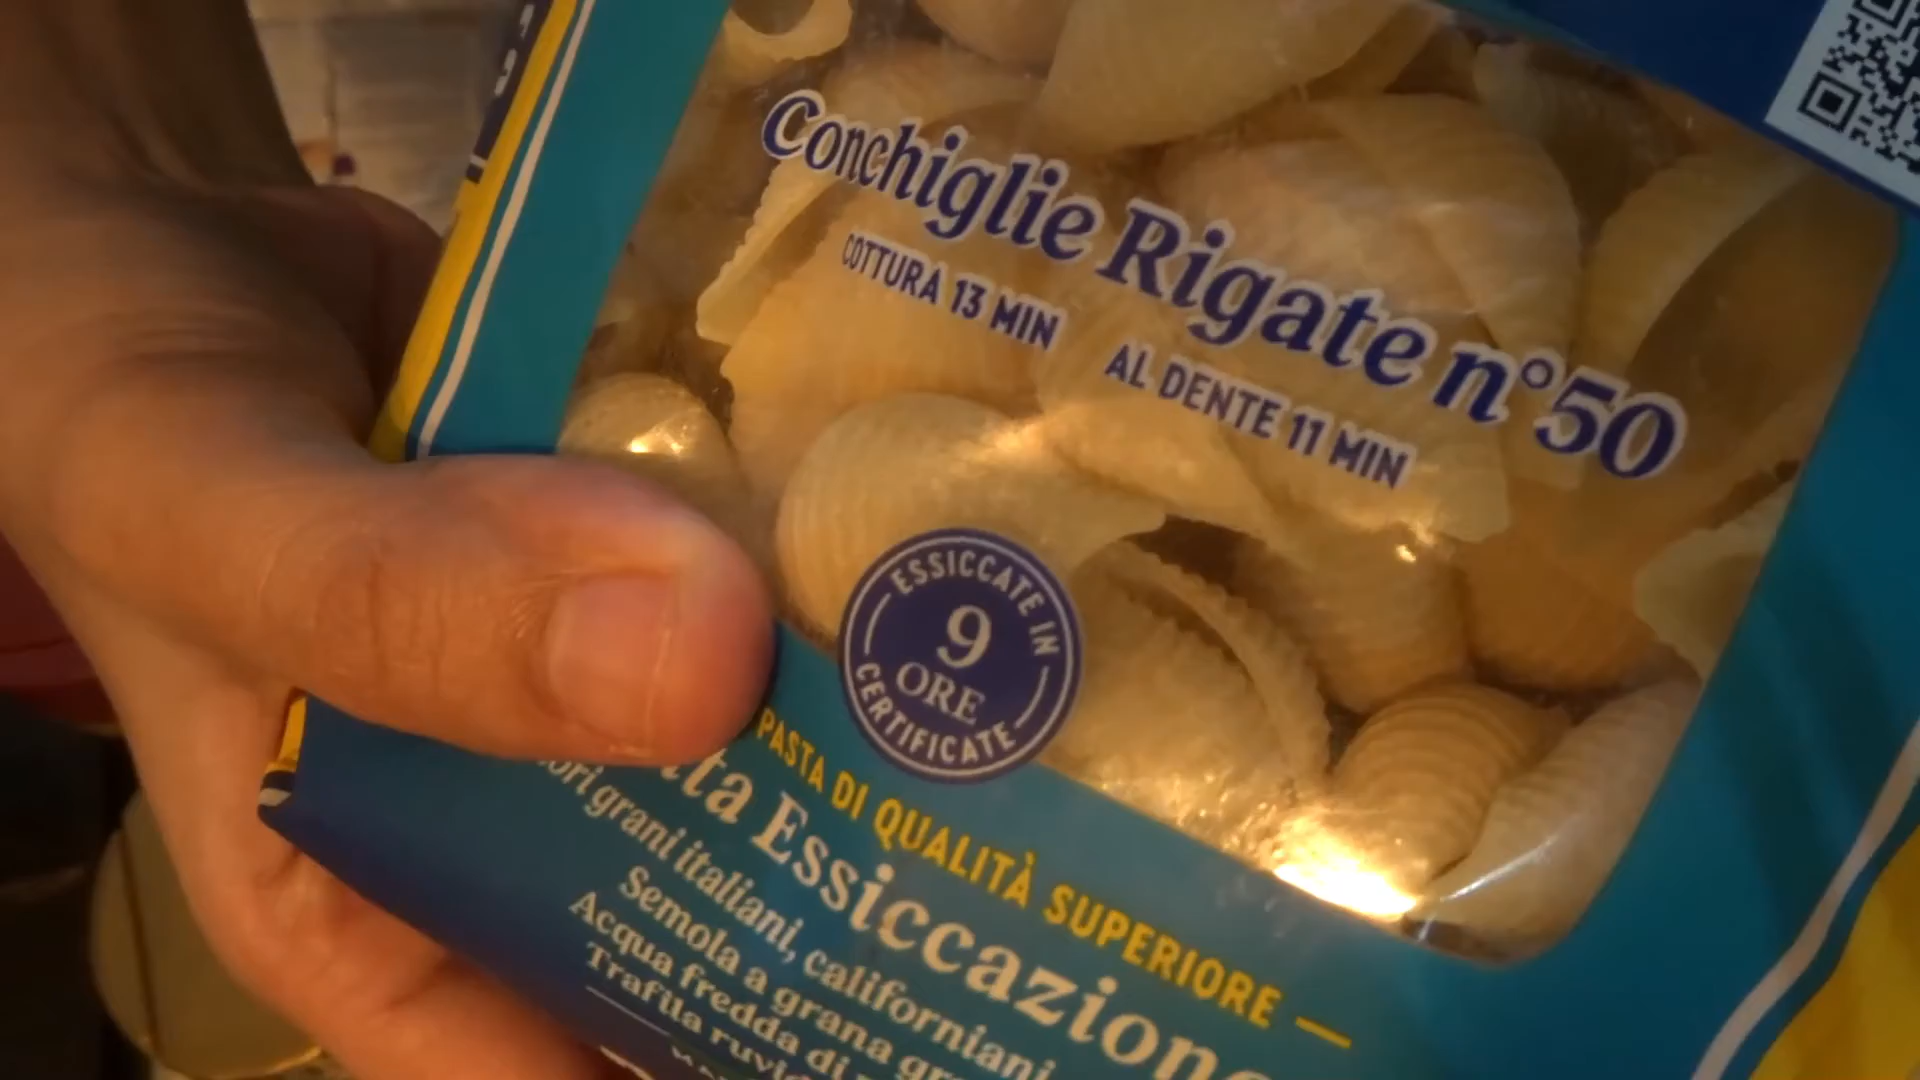 Conchiglie Rigate n°50
COTTURA 13 MIN AL DENTE 11 MIN
ESSICCATE IN
9
ORE
CERTIFICATE
PASTA DI QUALITÀ SUPERIORE —
Essiccazione
grani italiani, californiani
Semola a grana
Acqua fredda di
Trafila